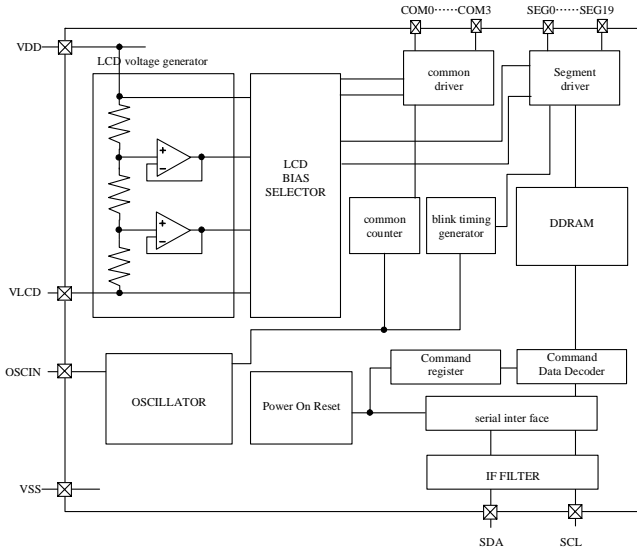 COM0······COM3
SEG0······SEG19
VDD
LCD voltage generator
common
driver
Segment
driver
+
−
LCD
BIAS
SELECTOR
common
counter
blink timing
generator
DDRAM
+
−
VLCD
OSCIN
OSCILLATOR
Power On Reset
Command
register
Command
Data Decoder
serial inter face
IF FILTER
VSS
SDA
SCL